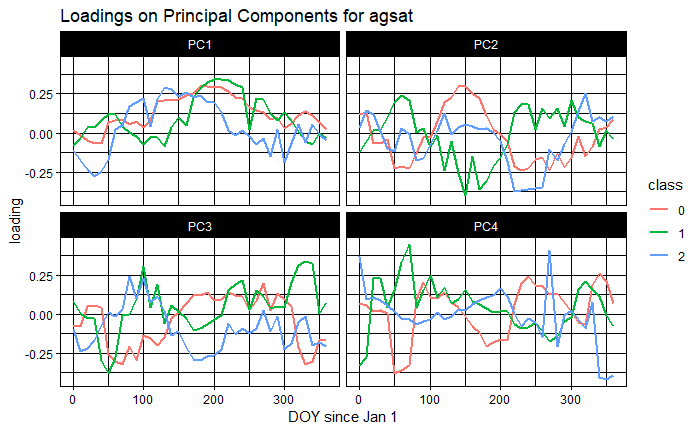 Loadings on Principal Components for agsat
PC1
PC2
0.25
0.00
-0.25
PC3
PC4
0.25
0.00
-0.25
0
100
200
300
0
100
200
300
loading
DOY since Jan 1
class
0
1
2